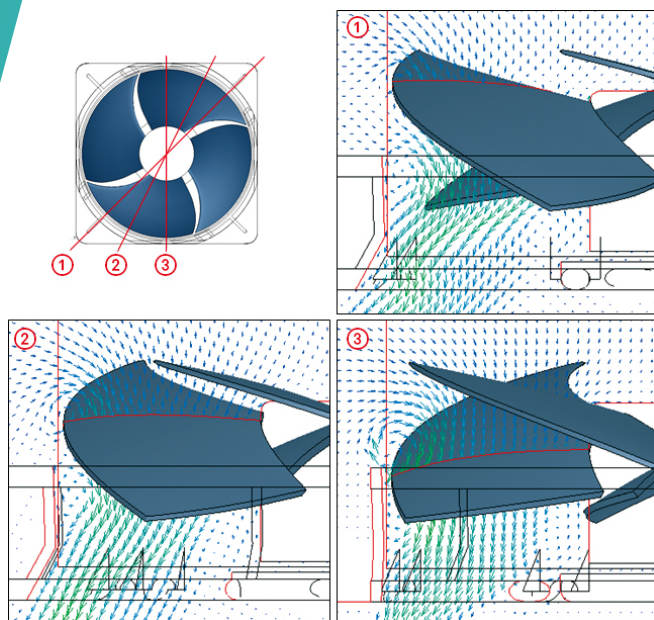 ①
① ② ③
②
③